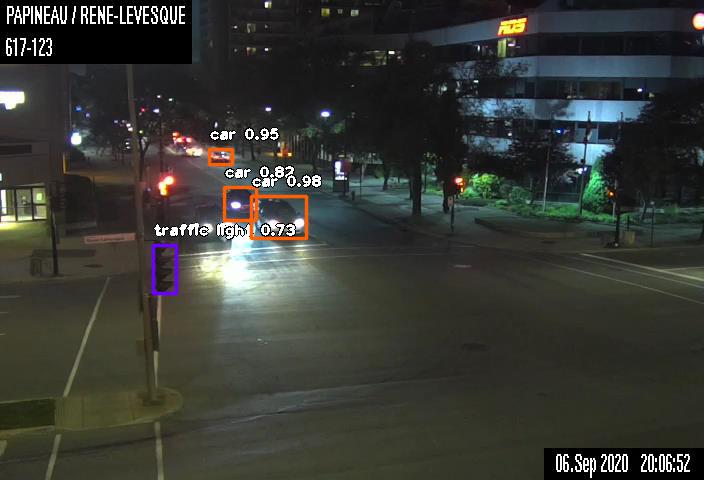 PAPINEAU / RENE-LEVESQUE
617-123
car 0.95
car 0.82
car 0.98
traffic light 0.73
06.Sep 2020 20:06:52